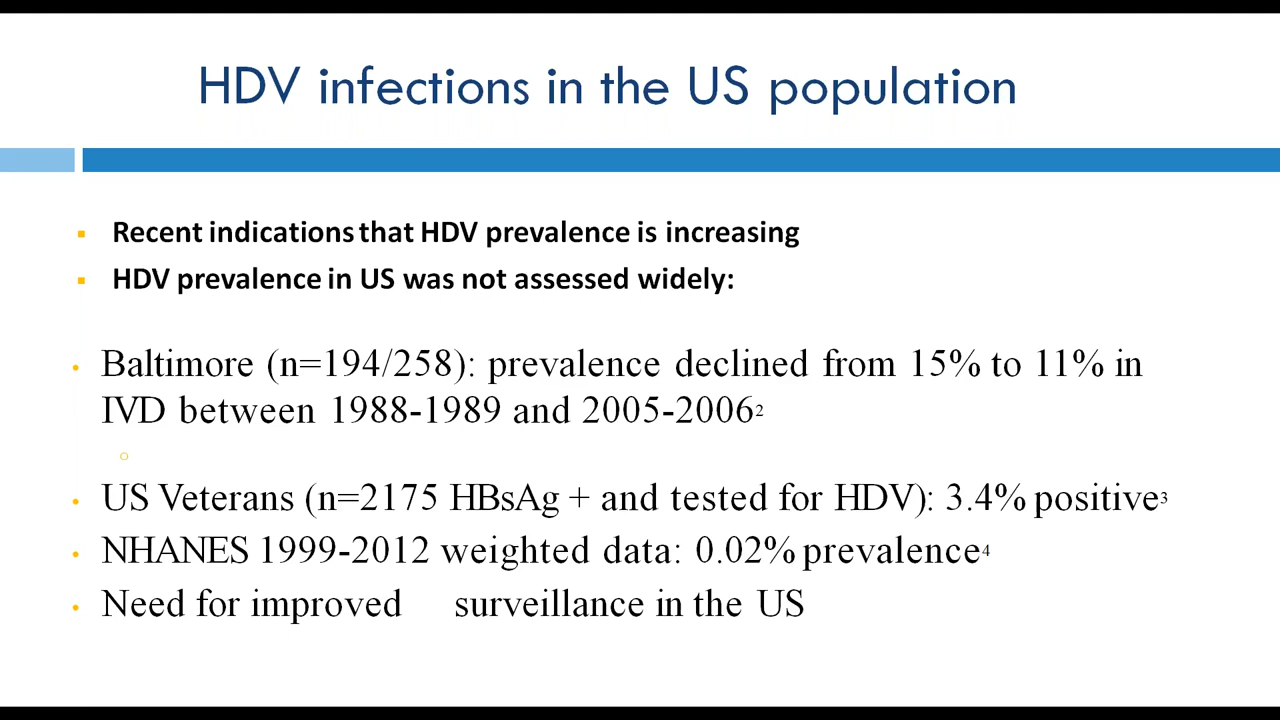 HDV infections in the US population
▪ Recent indications that HDV prevalence is increasing
▪ HDV prevalence in US was not assessed widely:
• Baltimore (n=194/258): prevalence declined from 15% to 11% in
IVD between 1988-1989 and 2005-2006²
• US Veterans (n=2175 HBsAg + and tested for HDV): 3.4% positive³
• NHANES 1999-2012 weighted data: 0.02% prevalence⁴
• Need for improved surveillance in the US